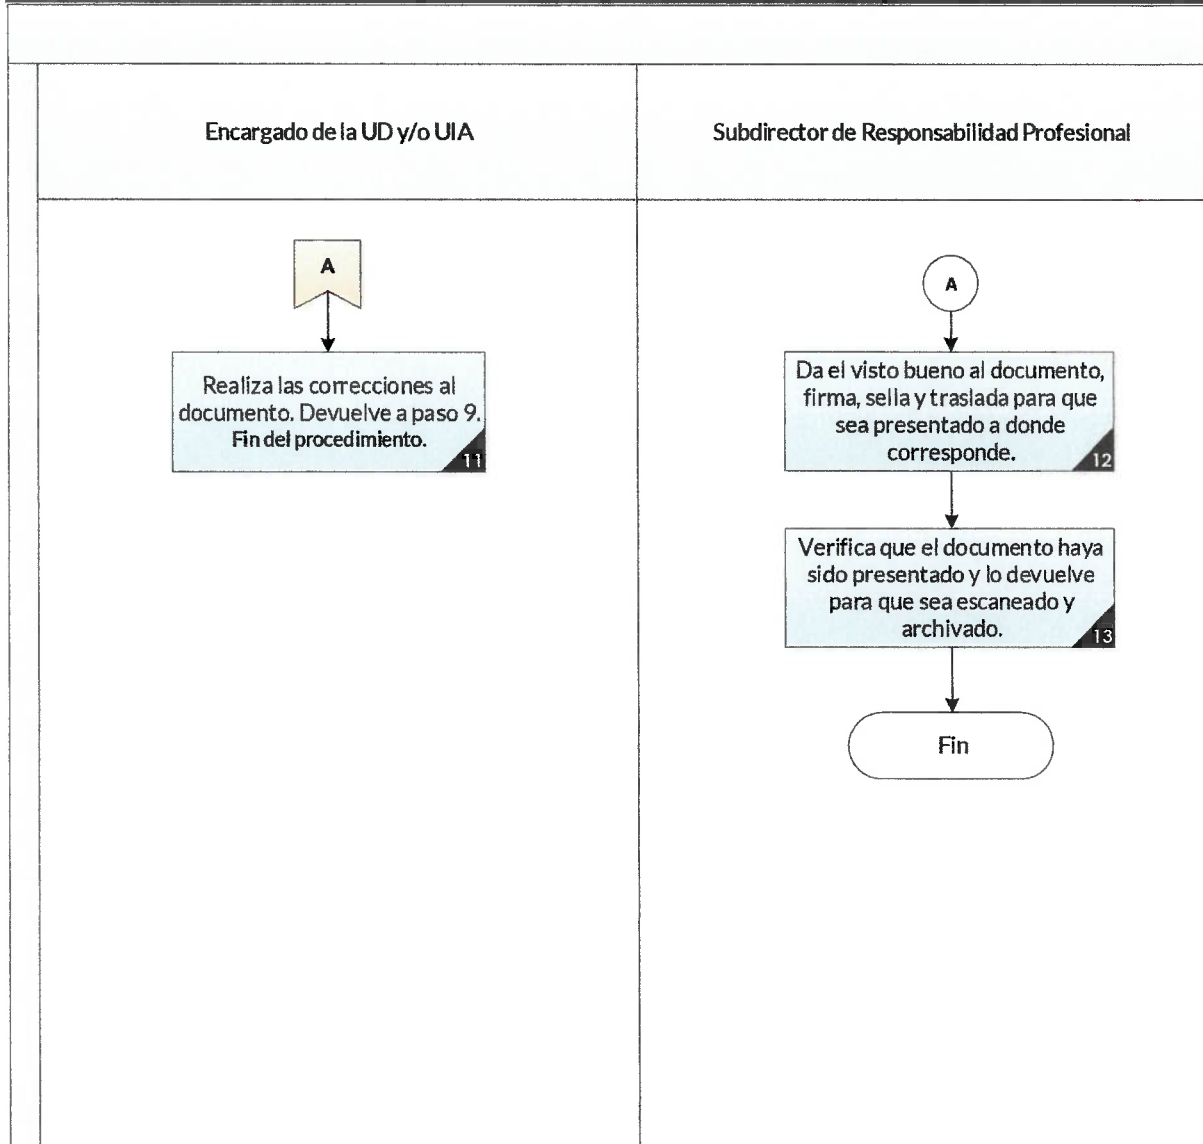 Encargado de la UD y/o UIA
Subdirector de Responsabilidad Profesional
A
Realiza las correcciones al
documento. Devuelve a paso 9.
Fin del procedimiento.
11
A
Da el visto bueno al documento,
firma, sella y traslada para que
sea presentado a donde
corresponde.
12
Verifica que el documento haya
sido presentado y lo devuelve
para que sea escaneado y
archivado.
13
Fin